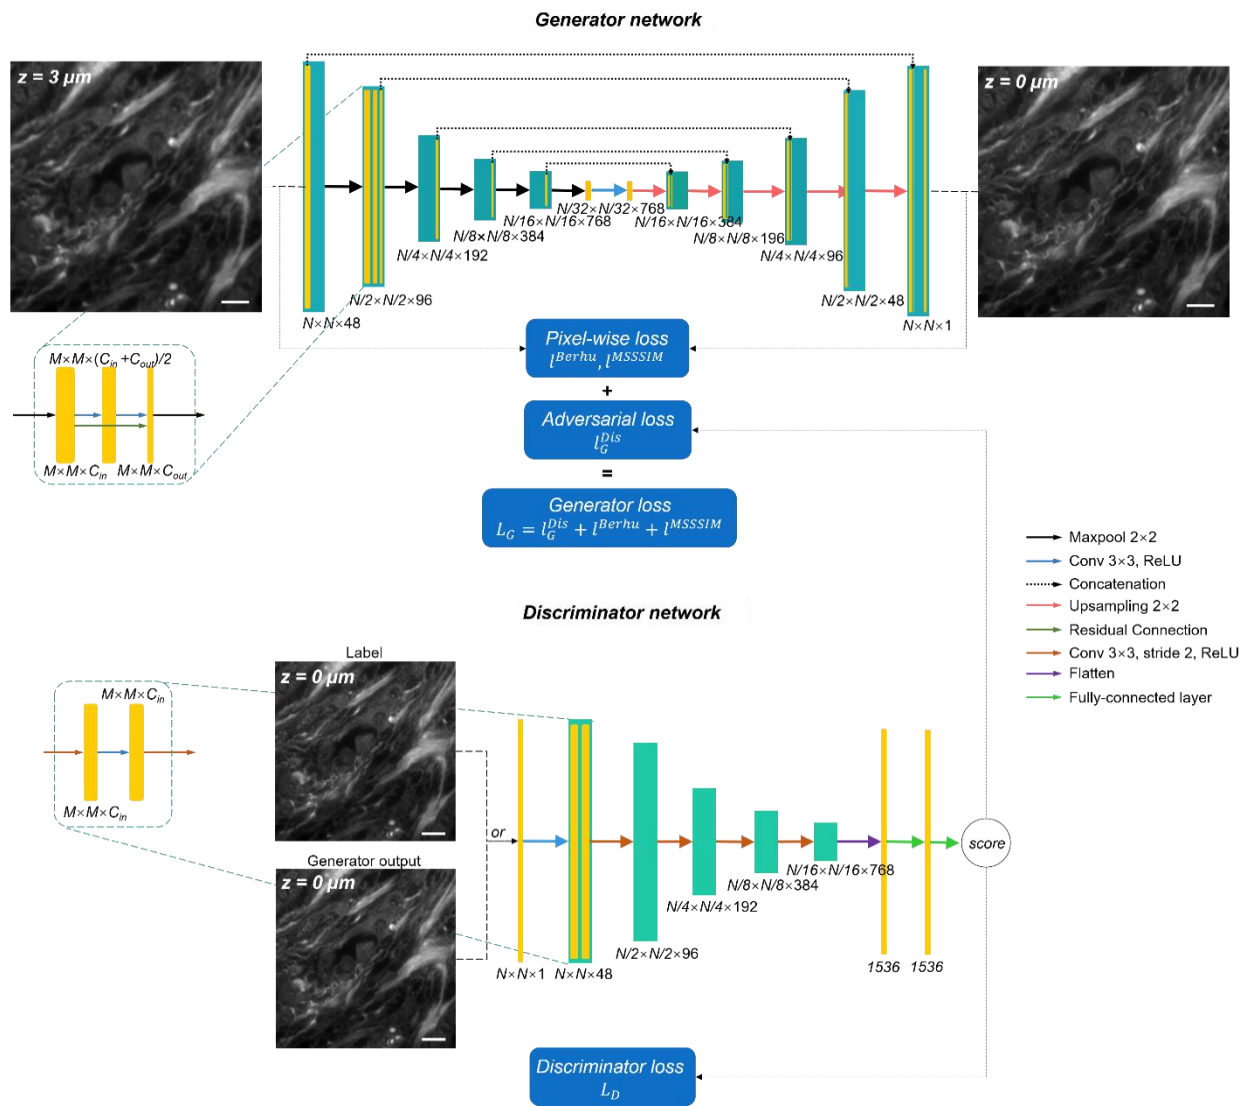 Generator network
z = 3 μm
z = 0 μm
N×N×48
N/2×N/2×96
N/4×N/4×192
N/8×N/8×384
N/16×N/16×768
N/32×N/32×768
N/16×N/16×384
N/8×N/8×196
N/4×N/4×96
N/2×N/2×48
N×N×1
M×M×(C_in +C_out)/2
M×M×C_in
M×M×C_out
Pixel-wise loss
l^Berhu, l^MSSSIM
+
Adversarial loss
l_G^Dis
=
Generator loss
L_G = l_G^Dis + l^Berhu + l^MSSSIM
Maxpool 2×2
Conv 3×3, ReLU
Concatenation
Upsampling 2×2
Residual Connection
Conv 3×3, stride 2, ReLU
Flatten
Fully-connected layer
Discriminator network
Label
z = 0 μm
M×M×C_in
M×M×C_in
or
Generator output
z = 0 μm
N×N×1
N×N×48
N/2×N/2×96
N/4×N/4×192
N/8×N/8×384
N/16×N/16×768
1536
1536
score
Discriminator loss
L_D